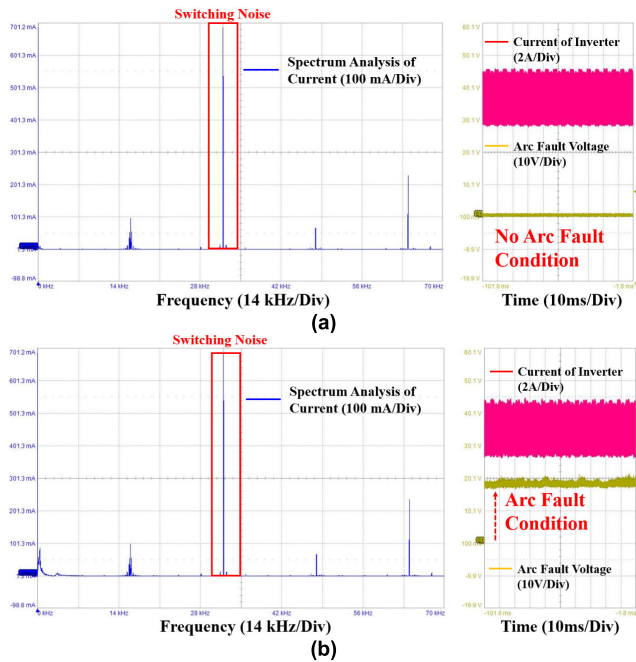 Switching Noise
701.2 mA
601.3 mA
501.3 mA
401.3 mA
301.3 mA
201.3 mA
101.3 mA
1.3 mA
-98.8 mA
Spectrum Analysis of
Current (100 mA/Div)
0 kHz
14 kHz
28 kHz
42 kHz
56 kHz
70 kHz
Frequency (14 kHz/Div)
60.1 V
50.1 V
40.1 V
30.1 V
20.1 V
10.1 V
100 mV
-9.9 V
-19.9 V
Current of Inverter
(2A/Div)
Arc Fault Voltage
(10V/Div)
No Arc Fault
Condition
-101.8 ms
-1.8 ms
Time (10ms/Div)
(a)
Switching Noise
701.2 mA
601.3 mA
501.3 mA
401.3 mA
301.3 mA
201.3 mA
101.3 mA
1.3 mA
-98.8 mA
Spectrum Analysis of
Current (100 mA/Div)
0 kHz
14 kHz
28 kHz
42 kHz
56 kHz
70 kHz
Frequency (14 kHz/Div)
60.1 V
50.1 V
40.1 V
30.1 V
20.1 V
10.1 V
-9.9 V
-19.9 V
Current of Inverter
(2A/Div)
Arc Fault
Condition
Arc Fault Voltage
(10V/Div)
-101.8 ms
-1.8 ms
Time (10ms/Div)
(b)